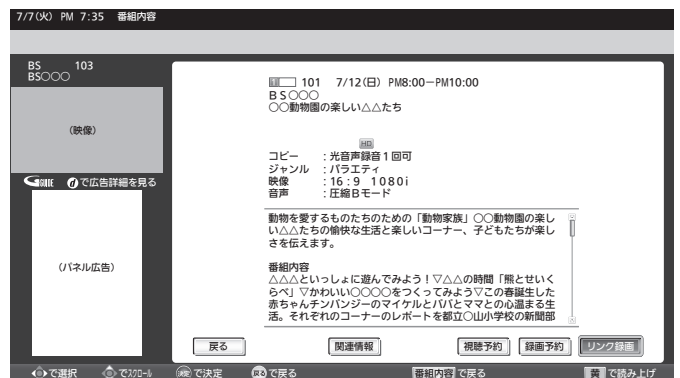 7/7(火) PM 7:35 番組内容
BS 103
BS○○○
(映像)
GUIDE dで広告詳細を見る
(パネル広告)
101 7/12(日) PM8:00－PM10:00
BS○○○
○○動物園の楽しい△△たち
HD
コピー :光音声録音1回可
ジャンル :バラエティ
映像 :16:9 1080i
音声 :圧縮Bモード
動物を愛するものたちのための「動物家族」○○動物園の楽し
い△△たちの愉快な生活と楽しいコーナー、子どもたちが楽し
さを伝えます。
番組内容
△△△といっしょに遊んでみよう!▽△△の時間「熊とせいく
らべ」▽かわいい○○○○をつくってみよう▽この春誕生した
赤ちゃんチンパンジーのマイケルとパパとママとの心温まる生
活。それぞれのコーナーのレポートを都立○山小学校の新聞部
戻る 関連情報 視聴予約 録画予約 リンク録画
で選択 でスクロール 決定で決定 戻るで戻る 番組内容で戻る 黄で読み上げ